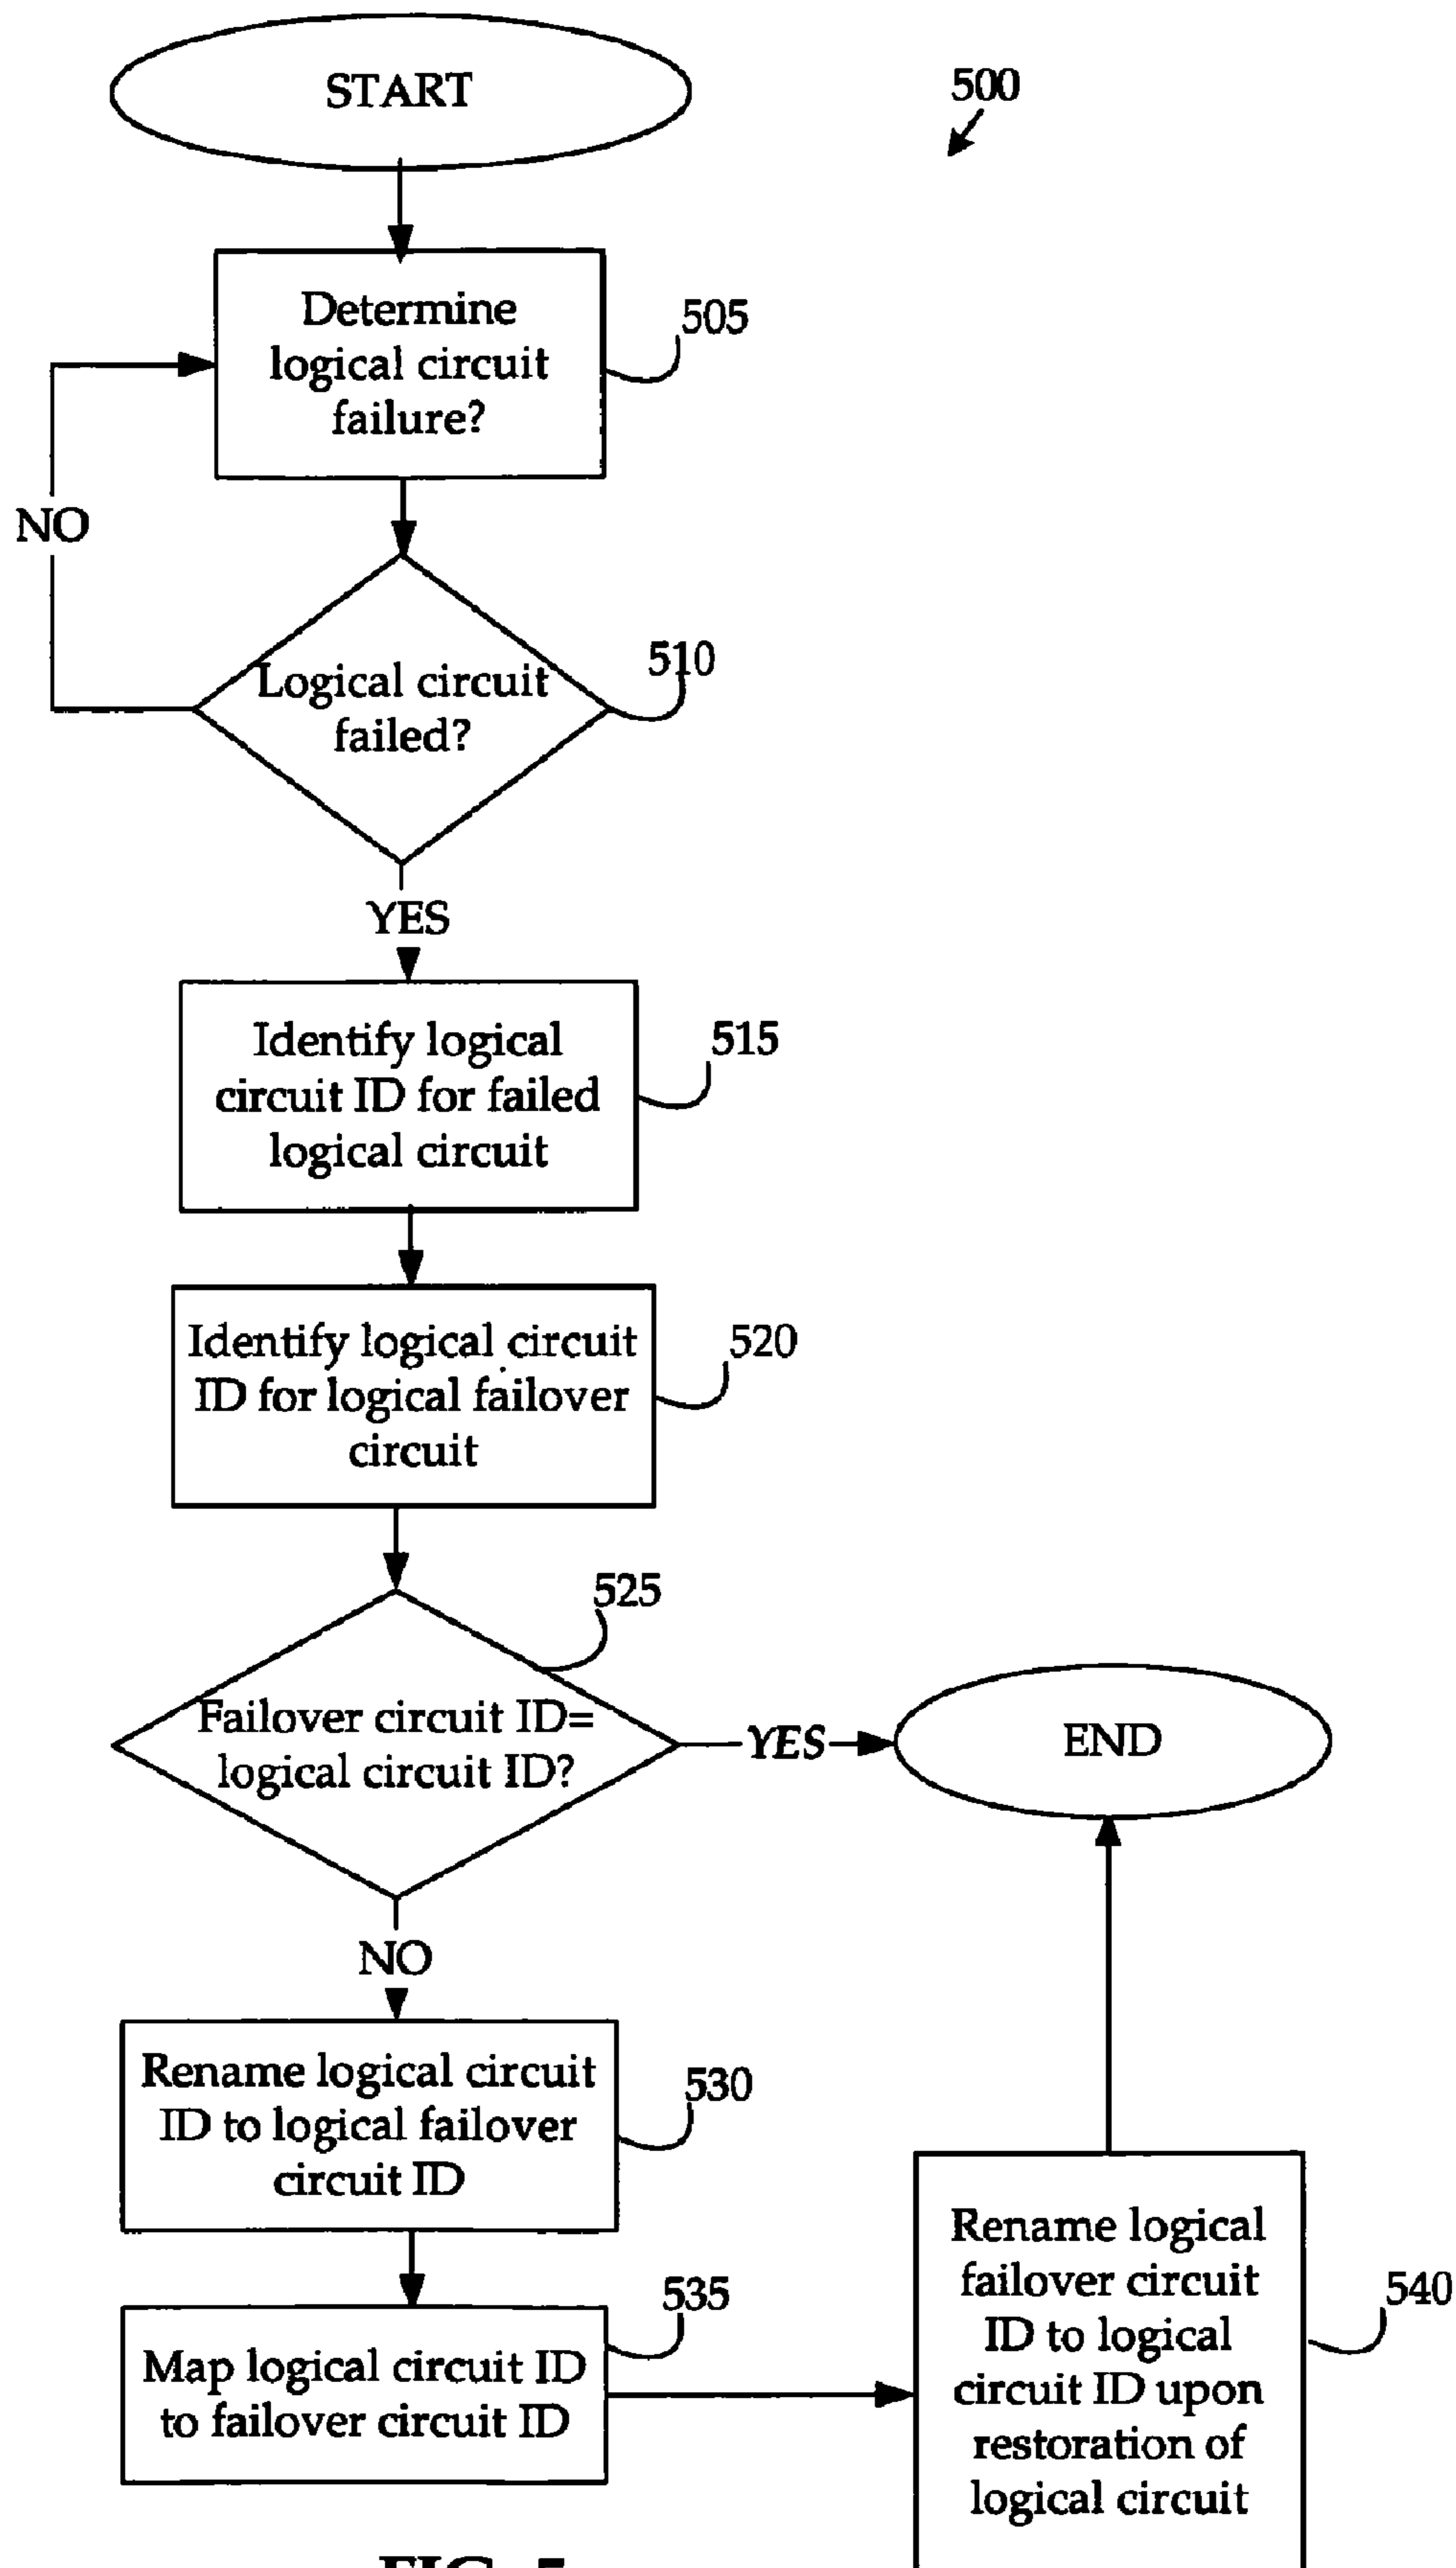 START
500
Determine
logical circuit
failure?
505
NO
Logical circuit
failed?
510
YES
Identify logical
circuit ID for failed
logical circuit
515
Identify logical circuit
ID for logical failover
circuit
520
525
Failover circuit ID=
logical circuit ID?
YES
END
NO
Rename logical circuit
ID to logical failover
circuit ID
530
535
Map logical circuit ID
to failover circuit ID
Rename logical
failover circuit
ID to logical
circuit ID upon
restoration of
logical circuit
540